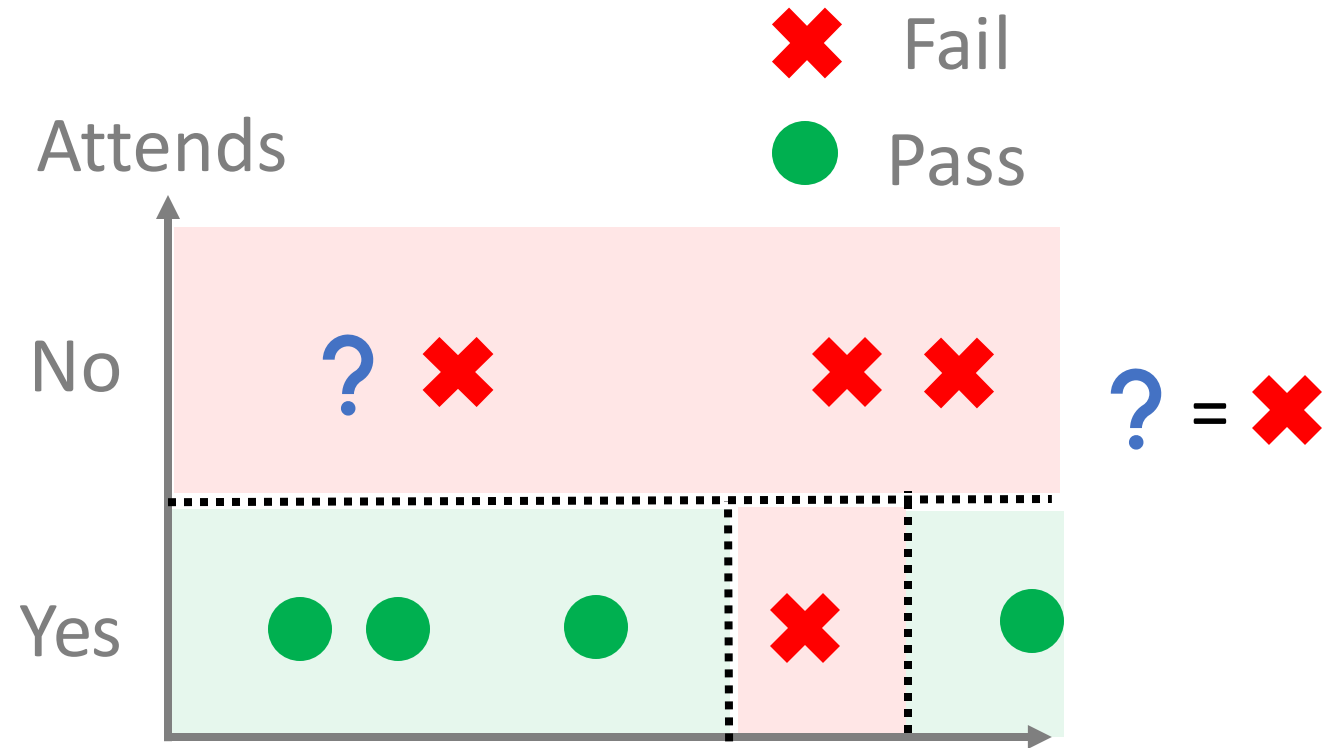 Fail
Pass
Attends
No
?
? =
Yes